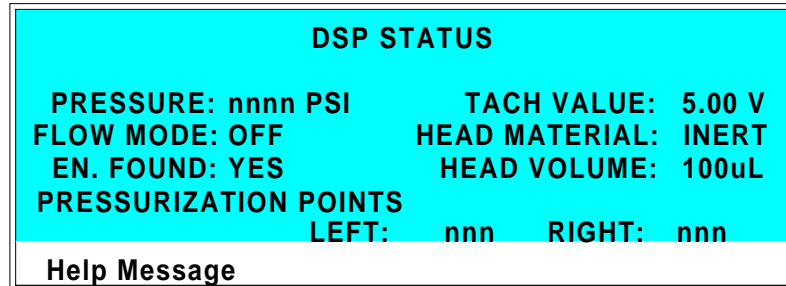 DSP STATUS
PRESSURE: nnnn PSI TACH VALUE: 5.00 V
FLOW MODE: OFF HEAD MATERIAL: INERT
EN. FOUND: YES HEAD VOLUME: 100uL
PRESSURIZATION POINTS
LEFT: nnn RIGHT: nnn
Help Message